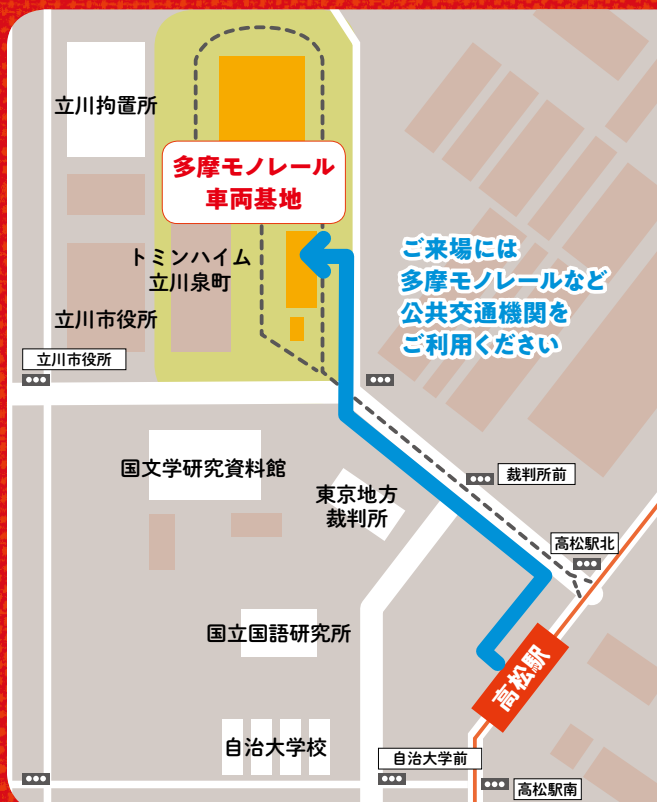 立川拘置所
多摩モノレール
車両基地
トミンハイム
立川泉町
ご来場には
多摩モノレールなど
公共交通機関を
ご利用ください
立川市役所
立川市役所
国文学研究資料館
東京地方
裁判所
裁判所前
高松駅北
国立国語研究所
高松駅
自治大学校
自治大学前
高松駅南